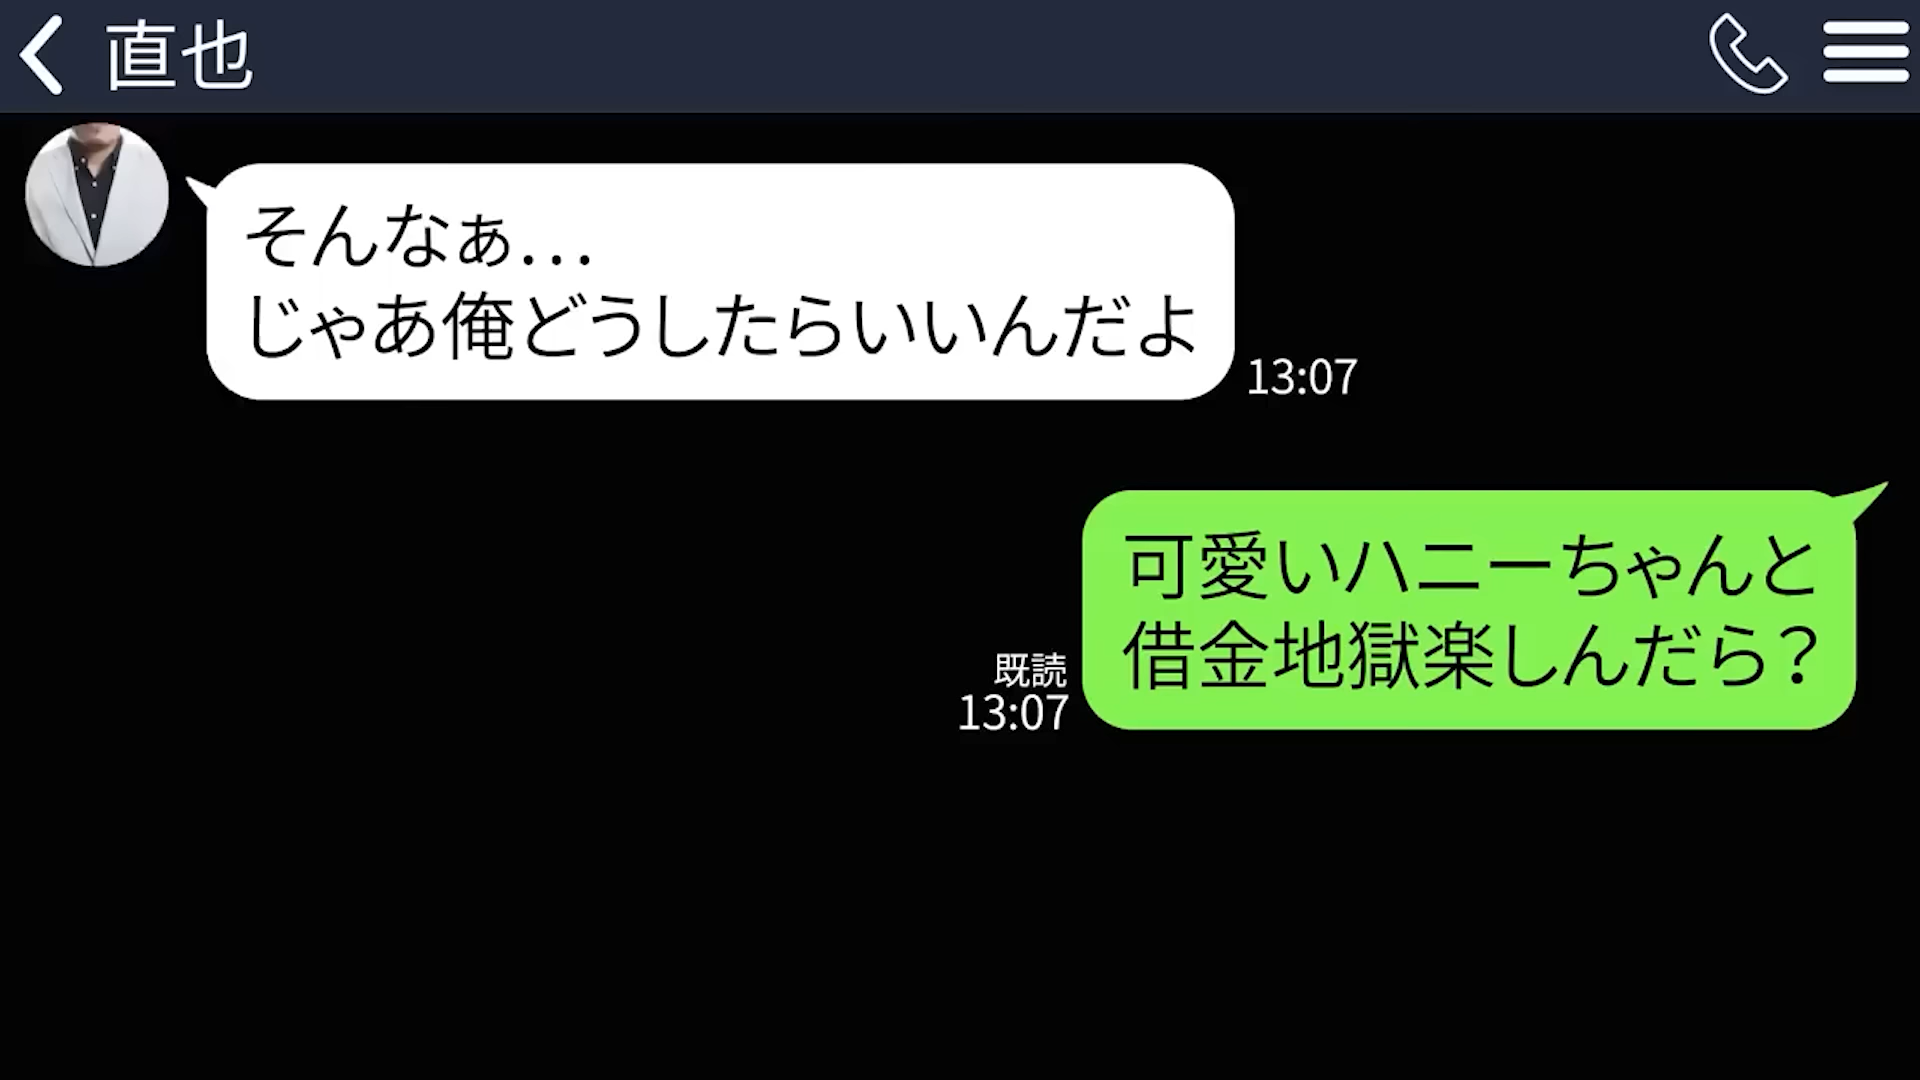 直也
そんなぁ…
じゃあ俺どうしたらいいんだよ
13:07
可愛いハニーちゃんと
借金地獄楽しんだら？
既読
13:07